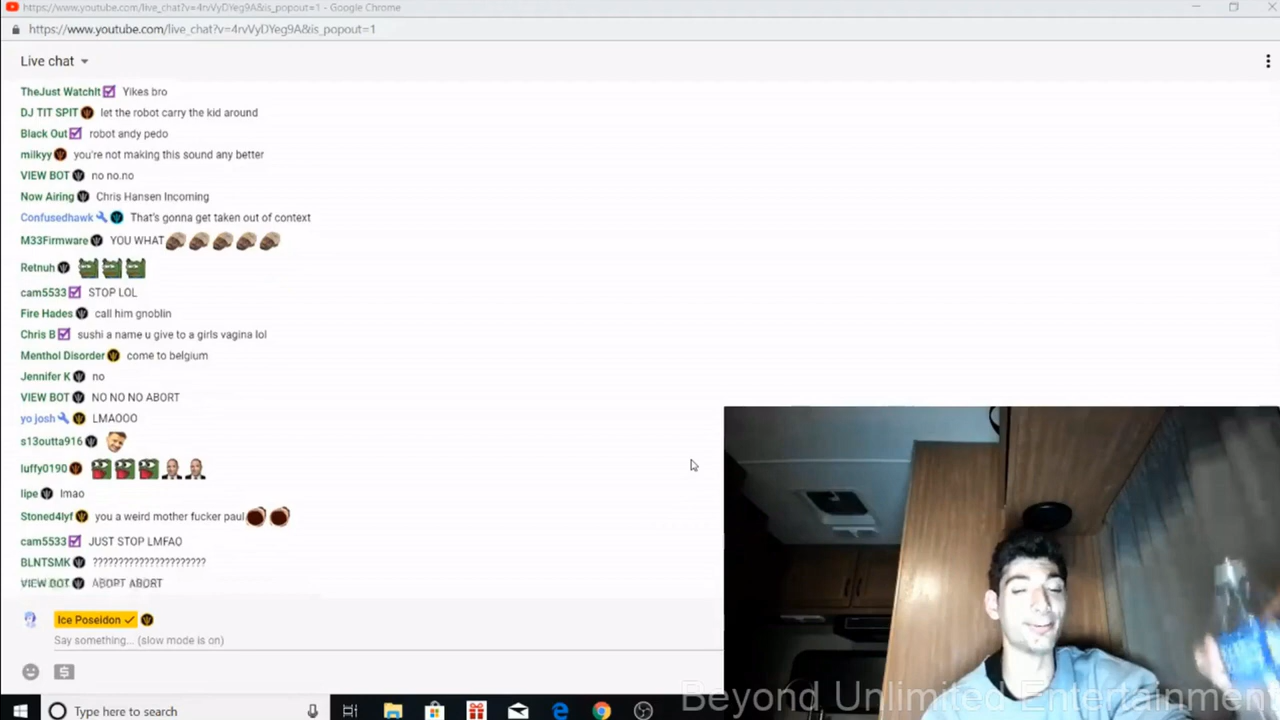 https://www.youtube.com/live_chat?v=4rvVyDYeg9A&is_popout=1 - Google Chrome
https://www.youtube.com/live_chat?v=4rvVyDYeg9A&is_popout=1
Live chat
TheJust WatchIt Yikes bro
DJ TIT SPIT let the robot carry the kid around
Black Out robot andy pedo
milkyy you're not making this sound any better
VIEW BOT no no.no
Now Airing Chris Hansen Incoming
Confusedhawk That's gonna get taken out of context
M33Firmware YOU WHAT
Retnuh
cam5533 STOP LOL
Fire Hades call him gnoblin
Chris B sushi a name u give to a girls vagina lol
Menthol Disorder come to belgium
Jennifer K no
VIEW BOT NO NO NO ABORT
yo josh LMAOOO
s13outta916
luffy0190
lipe lmao
Stoned4lyf you a weird mother fucker paul
cam5533 JUST STOP LMFAO
BLNTSMK ??????????????????????
VIEW BOT ABORT ABORT
Ice Poseidon
Say something... (slow mode is on)
Type here to search
Beyond Unlimited Entertainment